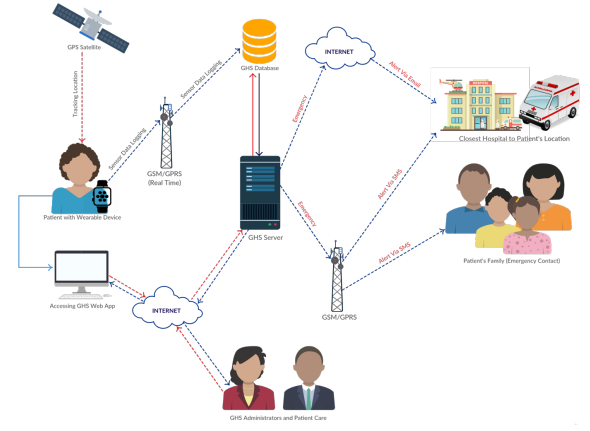 GPS Satellite
GHS Database
INTERNET
Tracking Location
Sensor Data Logging
Sensor Data Logging
Emergency
Alert Via Email
HOSPITAL
Closest Hospital to Patient's Location
GSM/GPRS
(Real Time)
Patient with Wearable Device
GHS Server
Emergency
Alert Via SMS
Alert Via SMS
Patient's Family (Emergency Contact)
Accessing GHS Web App
INTERNET
GSM/GPRS
GHS Administrators and Patient Care